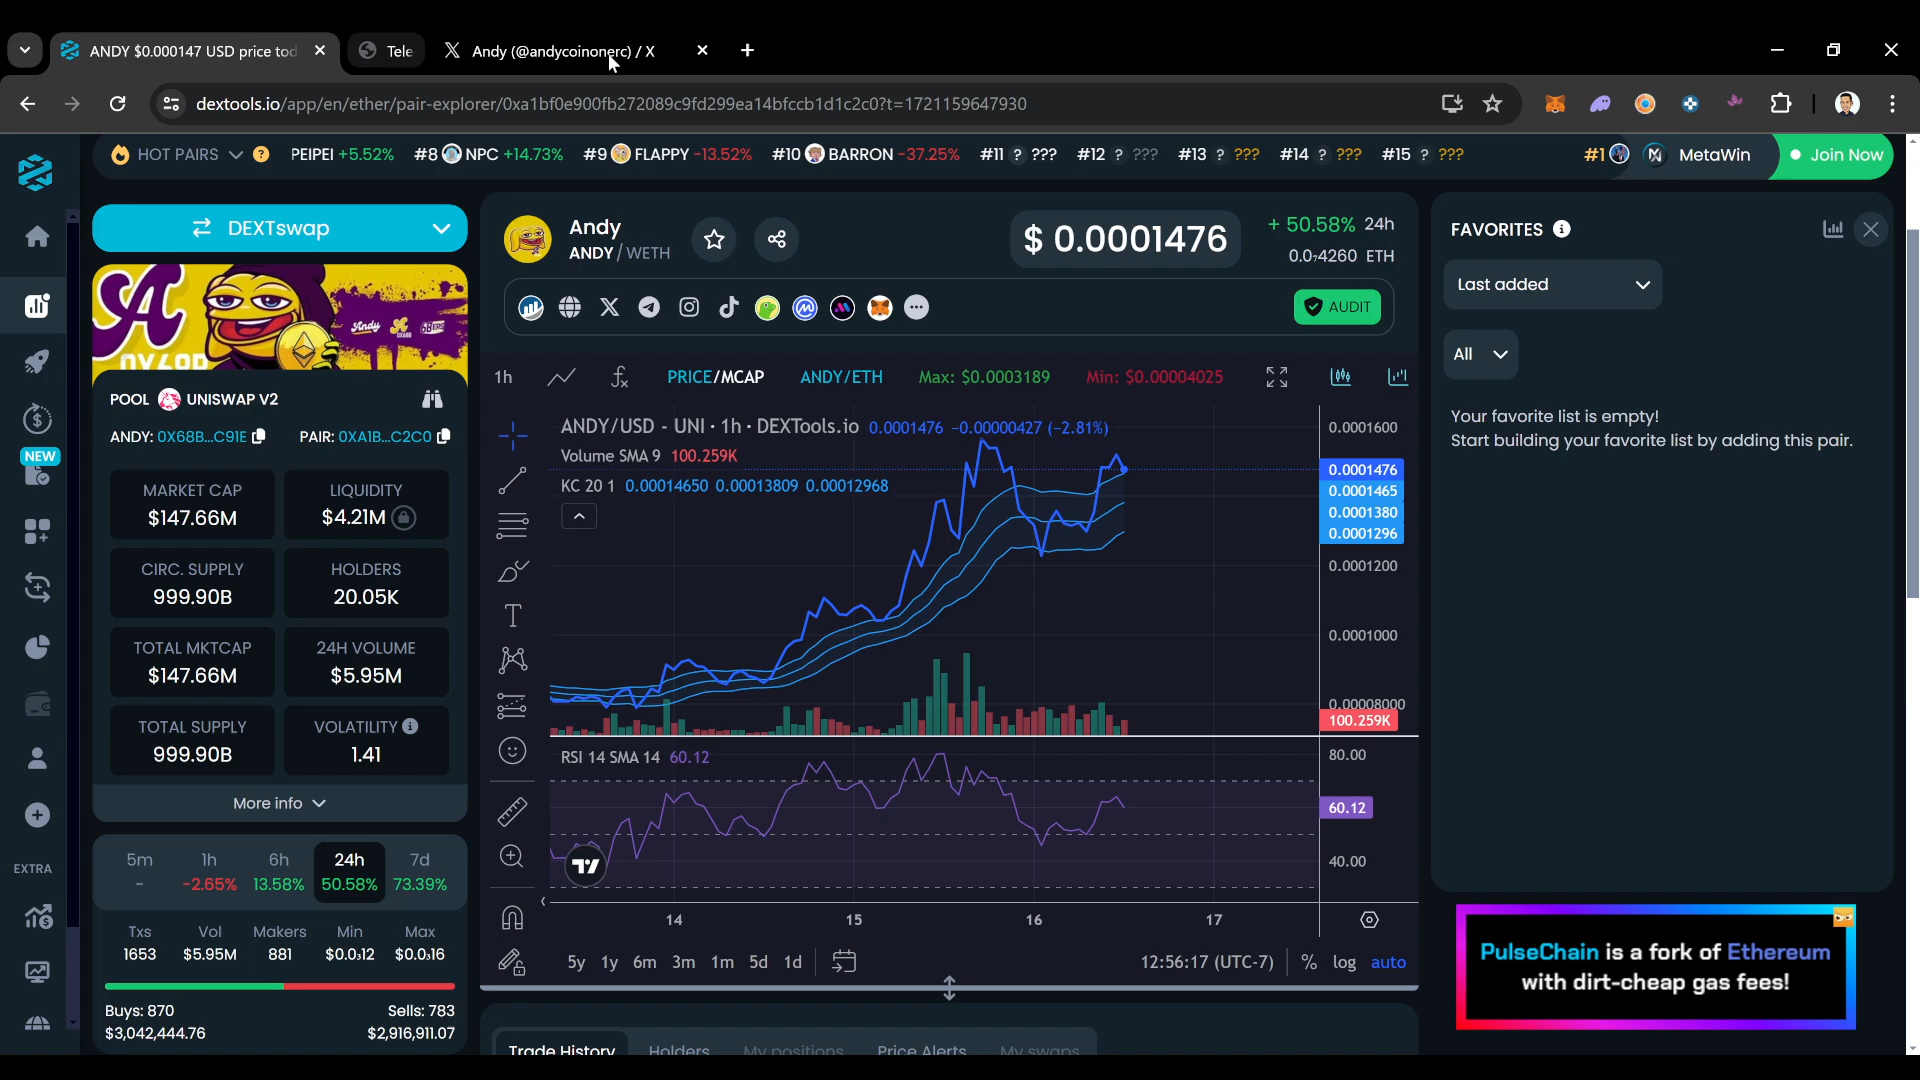 ANDY $0.000147 USD price tod
Tele
Andy (@andycoinonerc) / X
dextools.io/app/en/ether/pair-explorer/0xa1bf0e900fb272089c9fd299ea14bfccb1d1c2c0?t=1721159647930
HOT PAIRS ? PEIPEI +5.52% #8 NPC +14.73% #9 FLAPPY -13.52% #10 BARRON -37.25% #11 ? ??? #12 ? ??? #13 ? ??? #14 ? ??? #15 ? ??? #1 MetaWin Join Now
DEXTswap
Andy
ANDY/WETH
$ 0.0001476
+ 50.58% 24h
0.0₇4260 ETH
AUDIT
FAVORITES
Last added
All
Your favorite list is empty!
Start building your favorite list by adding this pair.
Andy
0X68B
POOL UNISWAP V2
ANDY: 0X68B...C91E PAIR: 0XA1B...C2C0
MARKET CAP
$147.66M
LIQUIDITY
$4.21M
CIRC. SUPPLY
999.90B
HOLDERS
20.05K
TOTAL MKTCAP
$147.66M
24H VOLUME
$5.95M
TOTAL SUPPLY
999.90B
VOLATILITY
1.41
More info
5m 1h 6h 24h 7d
- -2.65% 13.58% 50.58% 73.39%
Txs Vol Makers Min Max
1653 $5.95M 881 $0.0₃12 $0.0₃16
Buys: 870 Sells: 783
$3,042,444.76 $2,916,911.07
NEW
EXTRA
1h PRICE/MCAP ANDY/ETH Max: $0.0003189 Min: $0.00004025
ANDY/USD - UNI · 1h · DEXTools.io 0.0001476 -0.00000427 (-2.81%)
Volume SMA 9 100.259K
KC 20 1 0.00014650 0.00013809 0.00012968
0.0001600
0.0001476
0.0001465
0.0001380
0.0001296
0.0001200
0.0001000
0.00008000
100.259K
RSI 14 SMA 14 60.12
80.00
60.12
40.00
14 15 16 17
5y 1y 6m 3m 1m 5d 1d 12:56:17 (UTC-7) % log auto
Trade History Holders My positions Price Alerts My swaps
PulseChain is a fork of Ethereum
with dirt-cheap gas fees!